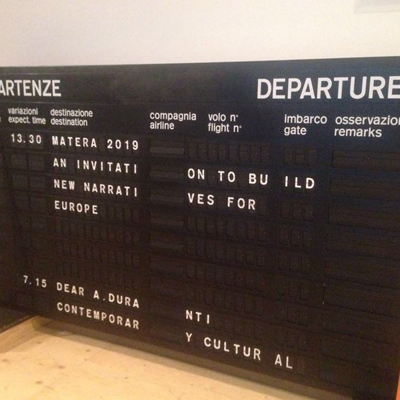 ARTENZE DEPARTURE
variazioni destinazione compagnia volo n° imbarco osservazio
expect. time destination airline flight n° gate remarks
13.30 MATERA 2019
AN INVITATI ON TO BU ILD
NEW NARRATI VES FOR
EUROPE
7.15 DEAR A.DURA NTI
CONTEMPORAR Y CULTUR AL